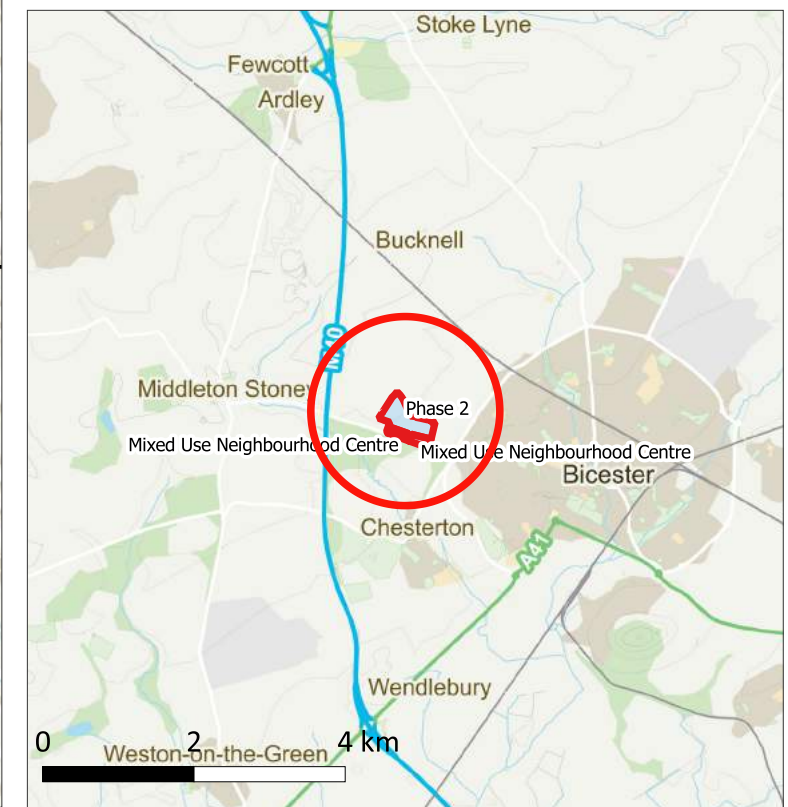 Stoke Lyne
Fewcott
Ardley
Bucknell
M40
Middleton Stoney
Phase 2
Mixed Use Neighbourhood Centre
Mixed Use Neighbourhood Centre
Bicester
Chesterton
A41
Wendlebury
0 2 4 km
Weston-on-the-Green